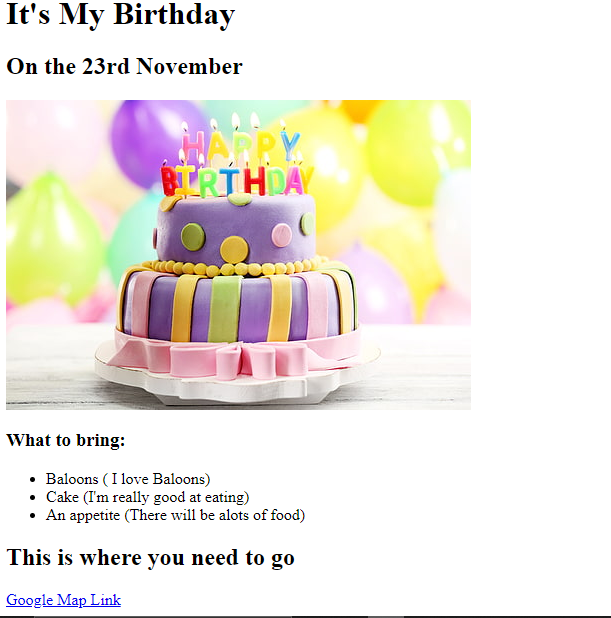 It's My Birthday
On the 23rd November
HAPPY
BIRTHDAY
What to bring:
Baloons ( I love Baloons)
Cake (I'm really good at eating)
An appetite (There will be alots of food)
This is where you need to go
Google Map Link